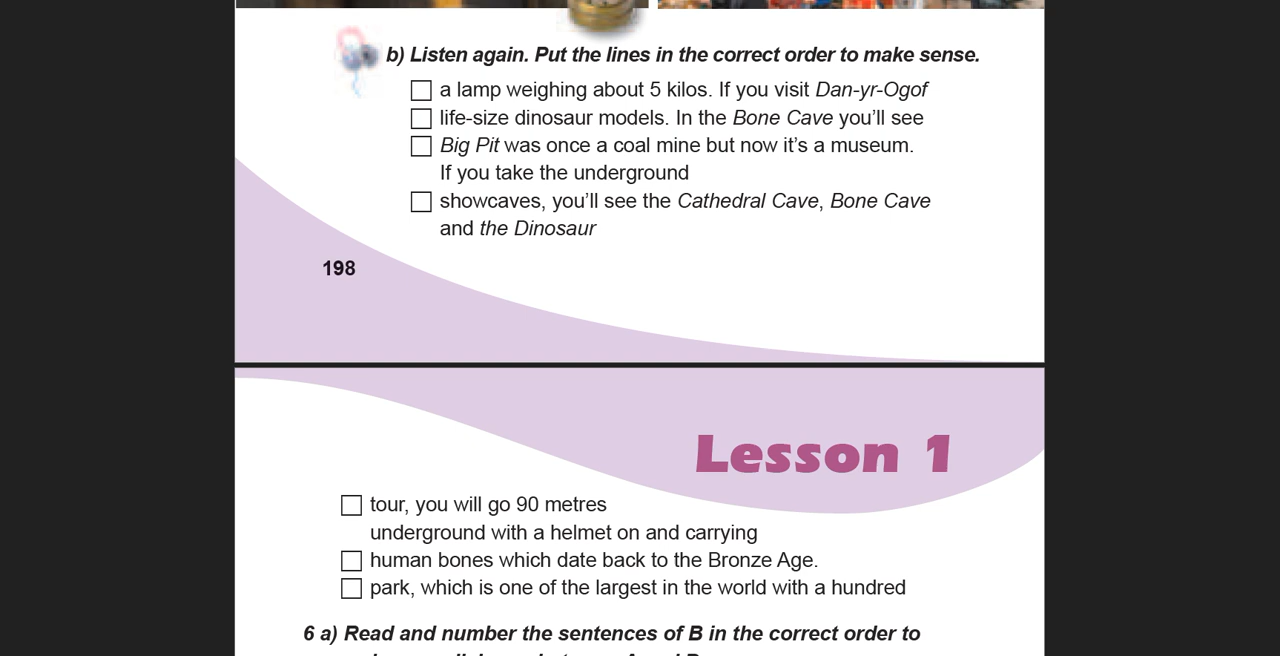 b) Listen again. Put the lines in the correct order to make sense.
a lamp weighing about 5 kilos. If you visit Dan-yr-Ogof
life-size dinosaur models. In the Bone Cave you’ll see
Big Pit was once a coal mine but now it’s a museum.
If you take the underground
showcaves, you’ll see the Cathedral Cave, Bone Cave
and the Dinosaur
198
Lesson 1
tour, you will go 90 metres
underground with a helmet on and carrying
human bones which date back to the Bronze Age.
park, which is one of the largest in the world with a hundred
6 a) Read and number the sentences of B in the correct order to